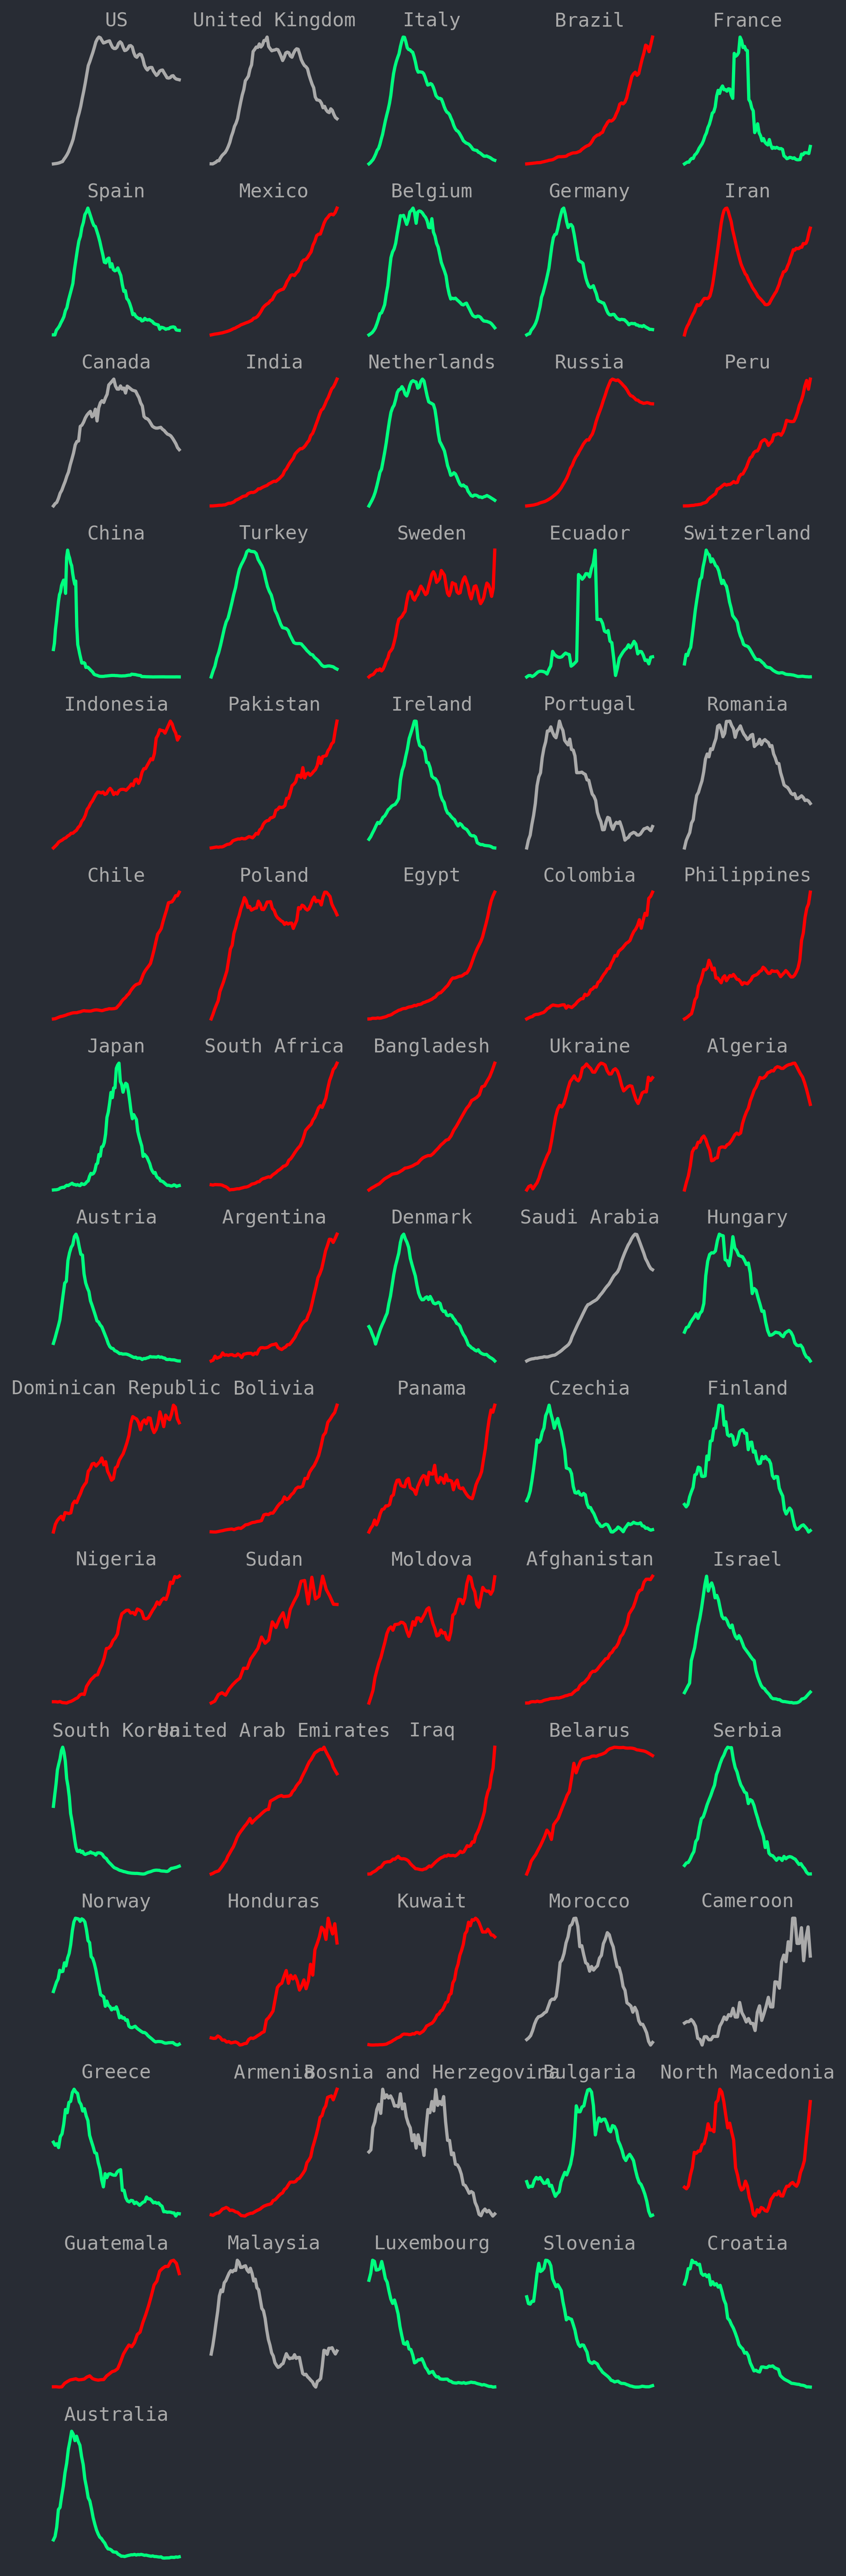 US United Kingdom Italy Brazil France
Spain Mexico Belgium Germany Iran
Canada India Netherlands Russia Peru
China Turkey Sweden Ecuador Switzerland
Indonesia Pakistan Ireland Portugal Romania
Chile Poland Egypt Colombia Philippines
Japan South Africa Bangladesh Ukraine Algeria
Austria Argentina Denmark Saudi Arabia Hungary
Dominican Republic Bolivia Panama Czechia Finland
Nigeria Sudan Moldova Afghanistan Israel
South Korea United Arab Emirates Iraq Belarus Serbia
Norway Honduras Kuwait Morocco Cameroon
Greece Armenia Bosnia and Herzegovina Bulgaria North Macedonia
Guatemala Malaysia Luxembourg Slovenia Croatia
Australia